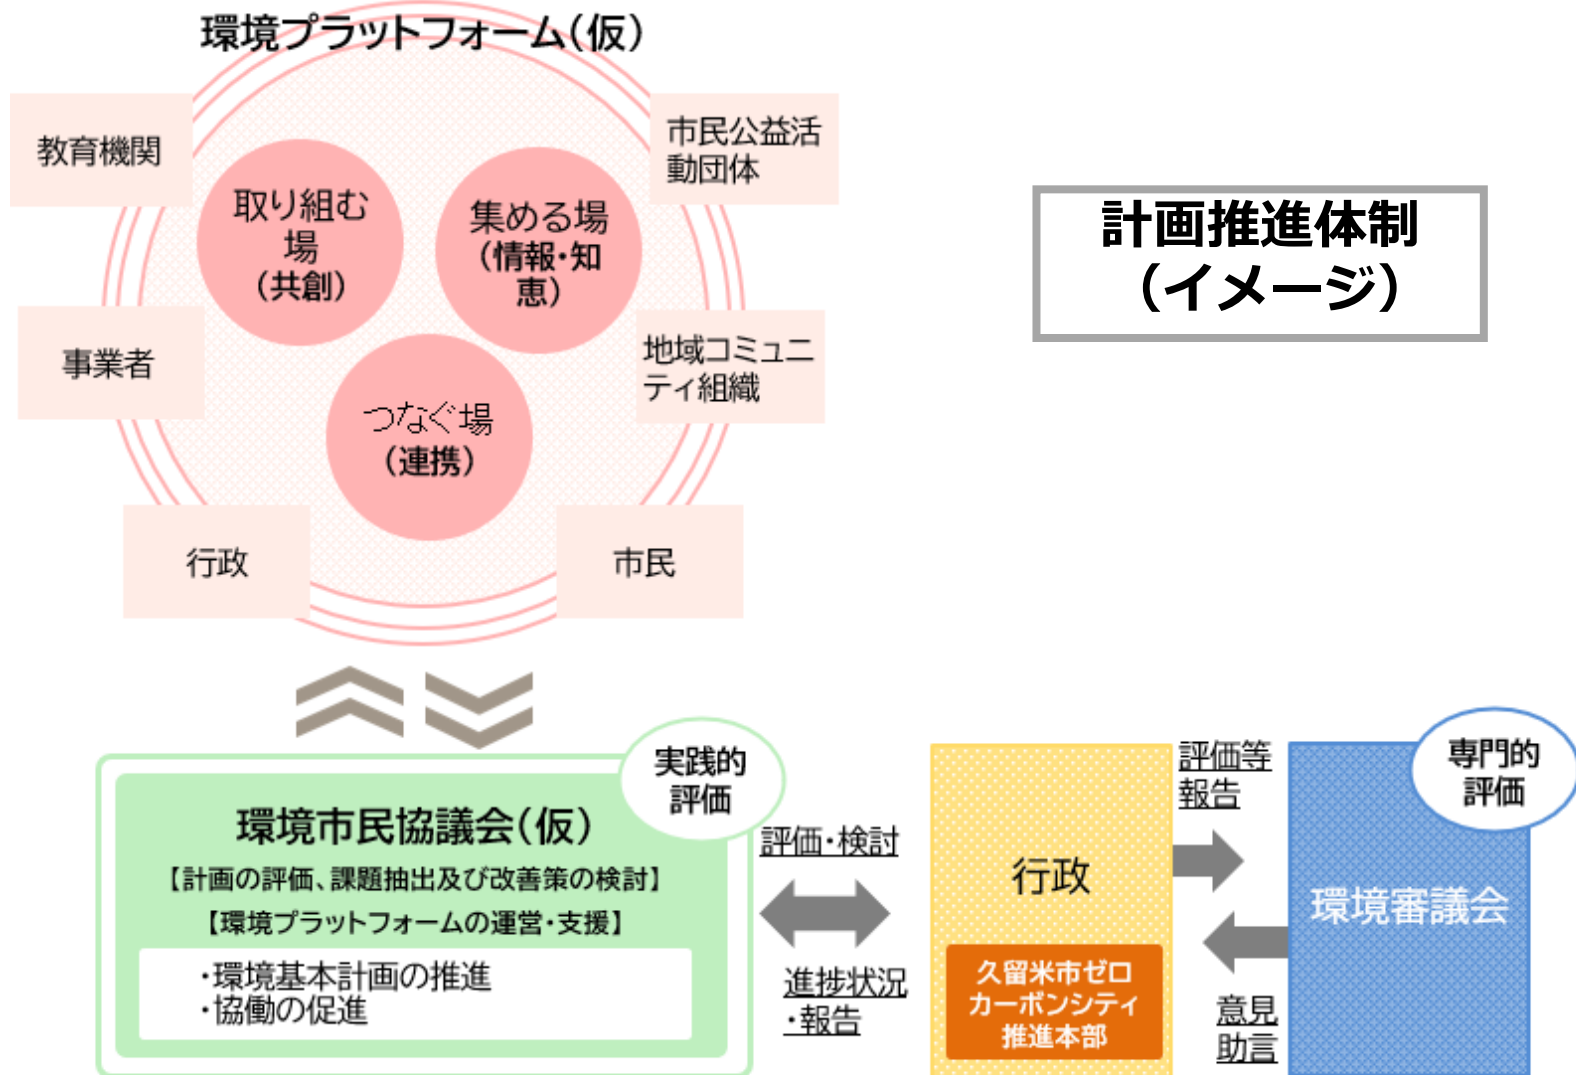 環境プラットフォーム（仮）
教育機関
市民公益活
動団体
取り組む
場
（共創）
集める場
（情報・知
恵）
計画推進体制
（イメージ）
事業者
地域コミュニ
ティ組織
つなぐ場
（連携）
行政
市民
実践的
評価
環境市民協議会（仮）
【計画の評価、課題抽出及び改善策の検討】
【環境プラットフォームの運営・支援】
・環境基本計画の推進
・協働の促進
評価・検討
進捗状況
・報告
行政
久留米市ゼロ
カーボンシティ
推進本部
評価等
報告
意見
助言
専門的
評価
環境審議会